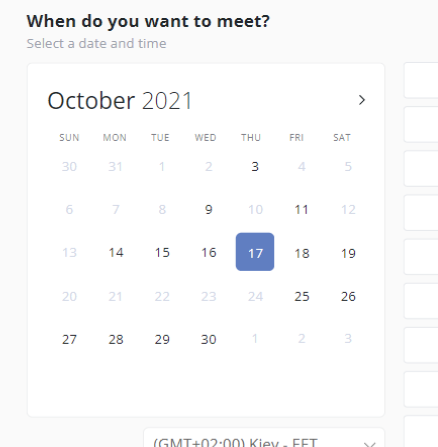 When do you want to meet?
Select a date and time
October 2021
SUN MON TUE WED THU FRI SAT
30 31 1 2 3 4 5
6 7 8 9 10 11 12
13 14 15 16 17 18 19
20 21 22 23 24 25 26
27 28 29 30 1 2 3
(GMT+02:00) Kiev - EET